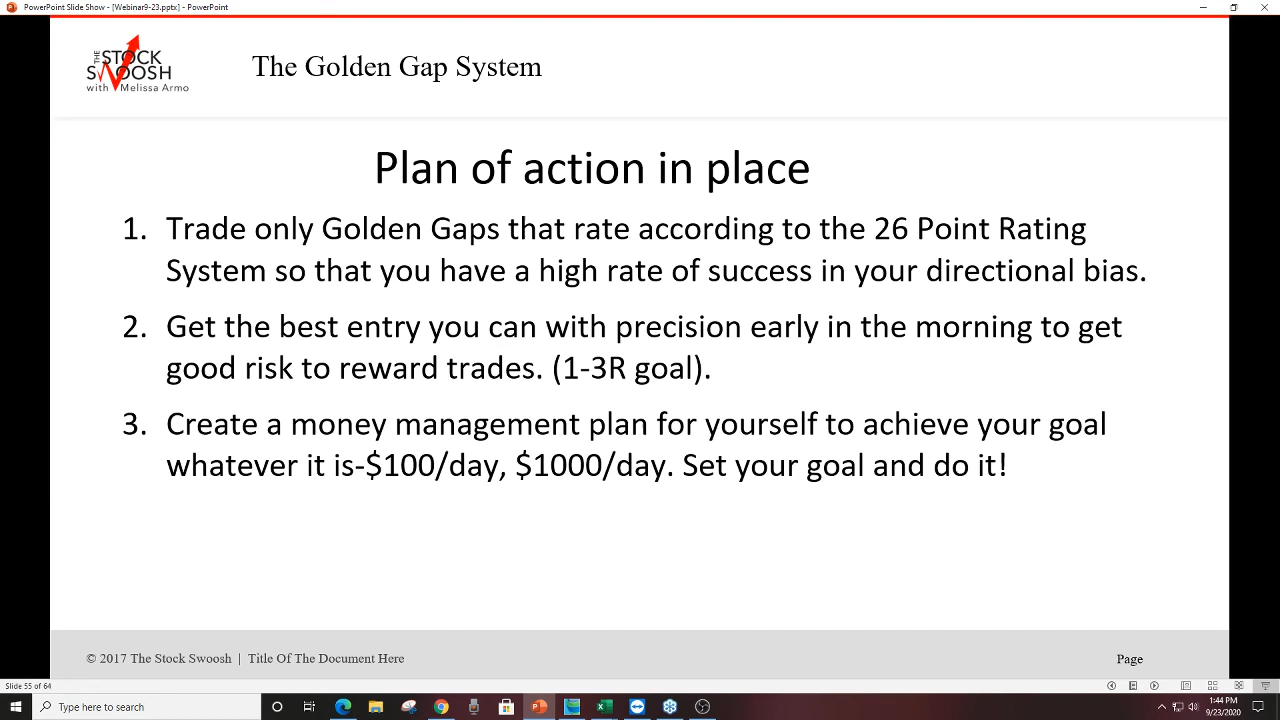 PowerPoint Slide Show - [Webinar9-23.pptx] - PowerPoint
THE
STOCK
SWOOSH
with Melissa Armo
The Golden Gap System
Plan of action in place
1. Trade only Golden Gaps that rate according to the 26 Point Rating
System so that you have a high rate of success in your directional bias.
2. Get the best entry you can with precision early in the morning to get
good risk to reward trades. (1-3R goal).
3. Create a money management plan for yourself to achieve your goal
whatever it is-$100/day, $1000/day. Set your goal and do it!
© 2017 The Stock Swoosh | Title Of The Document Here
Page
Slide 55 of 64
Type here to search
1:44 PM
9/23/2020